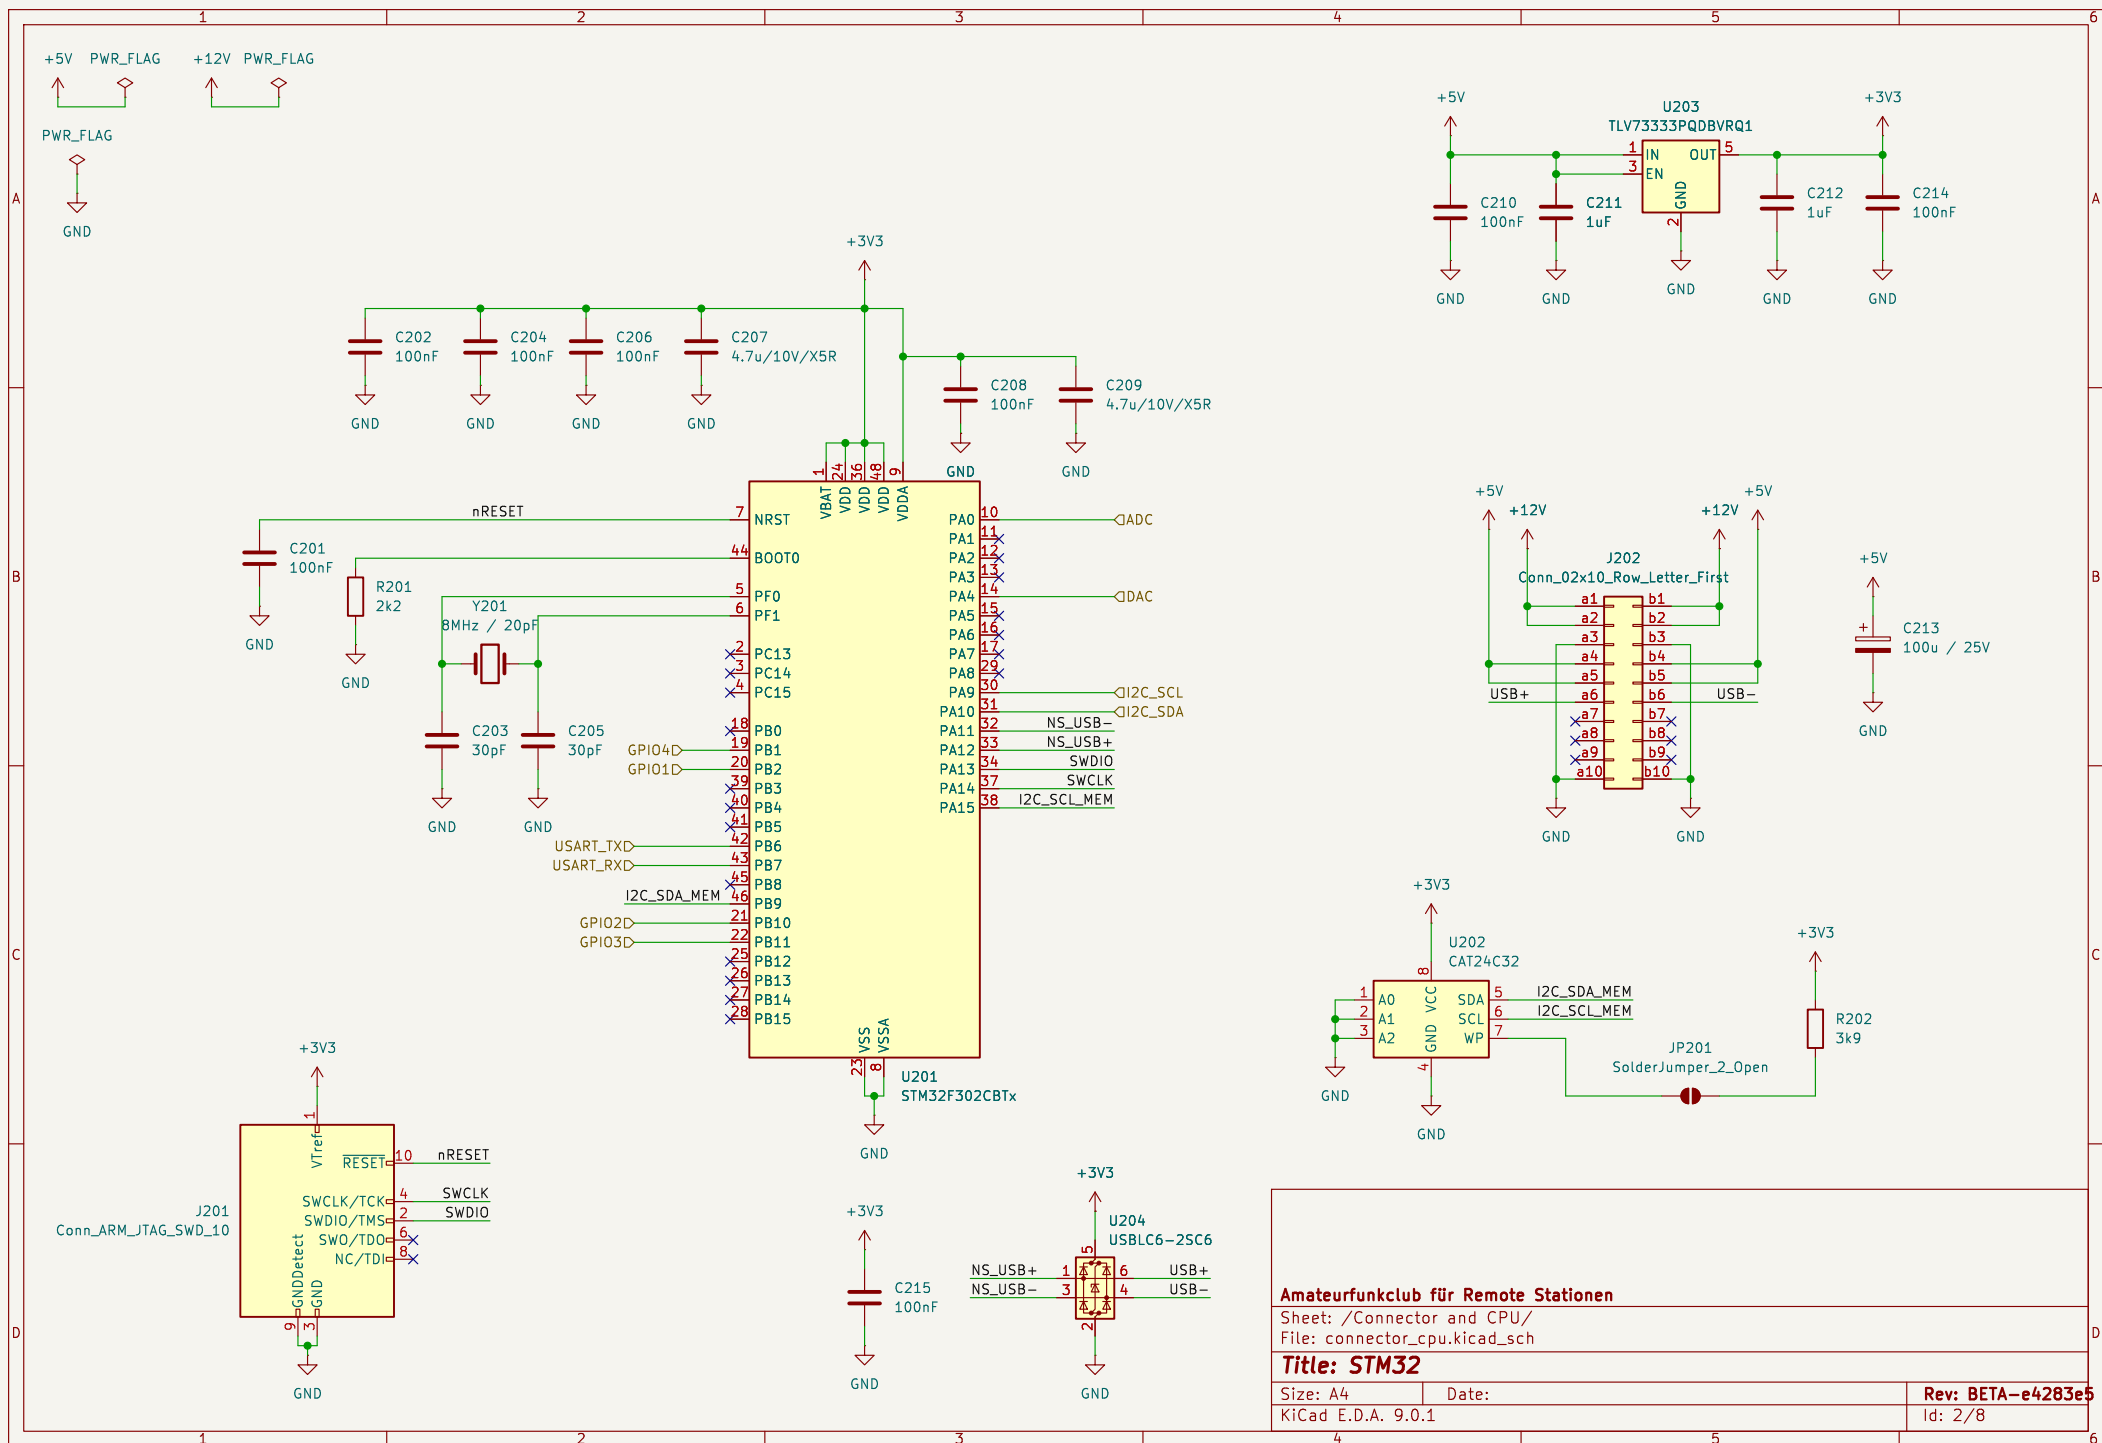 1 2 3 4 5 6
A
B
C
D
A
B
C
D
1 2 3 4 5 6
+5V PWR_FLAG
+12V PWR_FLAG
PWR_FLAG
GND
+5V
U203
TLV73333PQDBVRQ1
+3V3
1 IN
3 EN
OUT 5
GND
2
C210
100nF
C211
1uF
C212
1uF
C214
100nF
GND
GND
GND
GND
GND
+3V3
C202
100nF
C204
100nF
C206
100nF
C207
4.7u/10V/X5R
C208
100nF
C209
4.7u/10V/X5R
GND
GND
GND
GND
GND
GND
1 VBAT
24 VDD
36 VDD
48 VDD
9 VDDA
nRESET
7 NRST
44 BOOT0
5 PF0
6 PF1
2 PC13
3 PC14
4 PC15
18 PB0
GPIO4 19 PB1
GPIO1 20 PB2
39 PB3
40 PB4
41 PB5
USART_TX 42 PB6
USART_RX 43 PB7
45 PB8
I2C_SDA_MEM 46 PB9
GPIO2 21 PB10
GPIO3 22 PB11
25 PB12
26 PB13
27 PB14
28 PB15
PA0 10 ADC
PA1 11
PA2 12
PA3 13
PA4 14 DAC
PA5 15
PA6 16
PA7 17
PA8 29
PA9 30 I2C_SCL
PA10 31 I2C_SDA
PA11 32 NS_USB-
PA12 33 NS_USB+
PA13 34 SWDIO
PA14 37 SWCLK
PA15 38 I2C_SCL_MEM
VSS 23
VSSA 8
U201
STM32F302CBTx
GND
C201
100nF
GND
R201
2k2
GND
Y201
8MHz / 20pF
C203
30pF
C205
30pF
GND
GND
+5V
+12V
+12V
+5V
J202
Conn_02x10_Row_Letter_First
a1 b1
a2 b2
a3 b3
a4 b4
a5 b5
USB+ a6 b6 USB-
a7 b7
a8 b8
a9 b9
a10 b10
GND
GND
+5V
+
C213
100u / 25V
GND
+3V3
U202
CAT24C32
8 VCC
1 A0
2 A1
3 A2
SDA 5 I2C_SDA_MEM
SCL 6 I2C_SCL_MEM
WP 7
GND 4
GND
GND
JP201
SolderJumper_2_Open
+3V3
R202
3k9
+3V3
1 VTref
RESET 10 nRESET
SWCLK/TCK 4 SWCLK
SWDIO/TMS 2 SWDIO
SWO/TDO 6
NC/TDI 8
GNDDetect 9
GND 3
J201
Conn_ARM_JTAG_SWD_10
GND
+3V3
C215
100nF
GND
+3V3
U204
USBLC6-2SC6
5
NS_USB+ 1 6 USB+
NS_USB- 3 4 USB-
2
GND
Amateurfunkclub für Remote Stationen
Sheet: /Connector and CPU/
File: connector_cpu.kicad_sch
Title: STM32
Size: A4 Date: Rev: BETA-e4283e5
KiCad E.D.A. 9.0.1 Id: 2/8